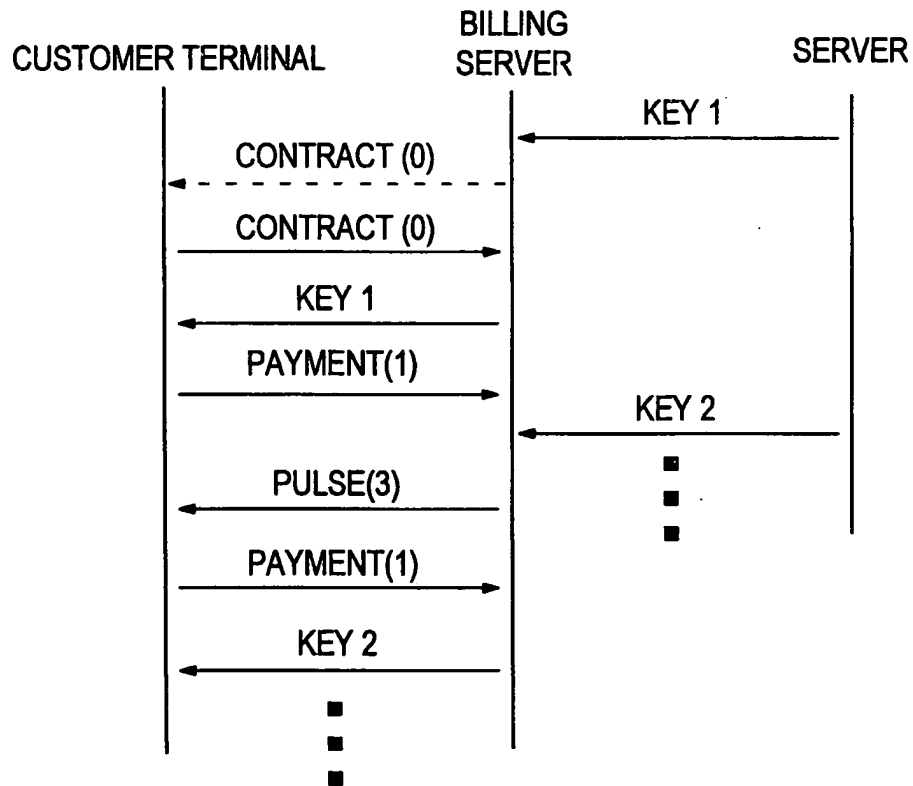 CUSTOMER TERMINAL
BILLING
SERVER
SERVER
KEY 1
CONTRACT (0)
CONTRACT (0)
KEY 1
PAYMENT(1)
KEY 2
PULSE(3)
PAYMENT(1)
KEY 2